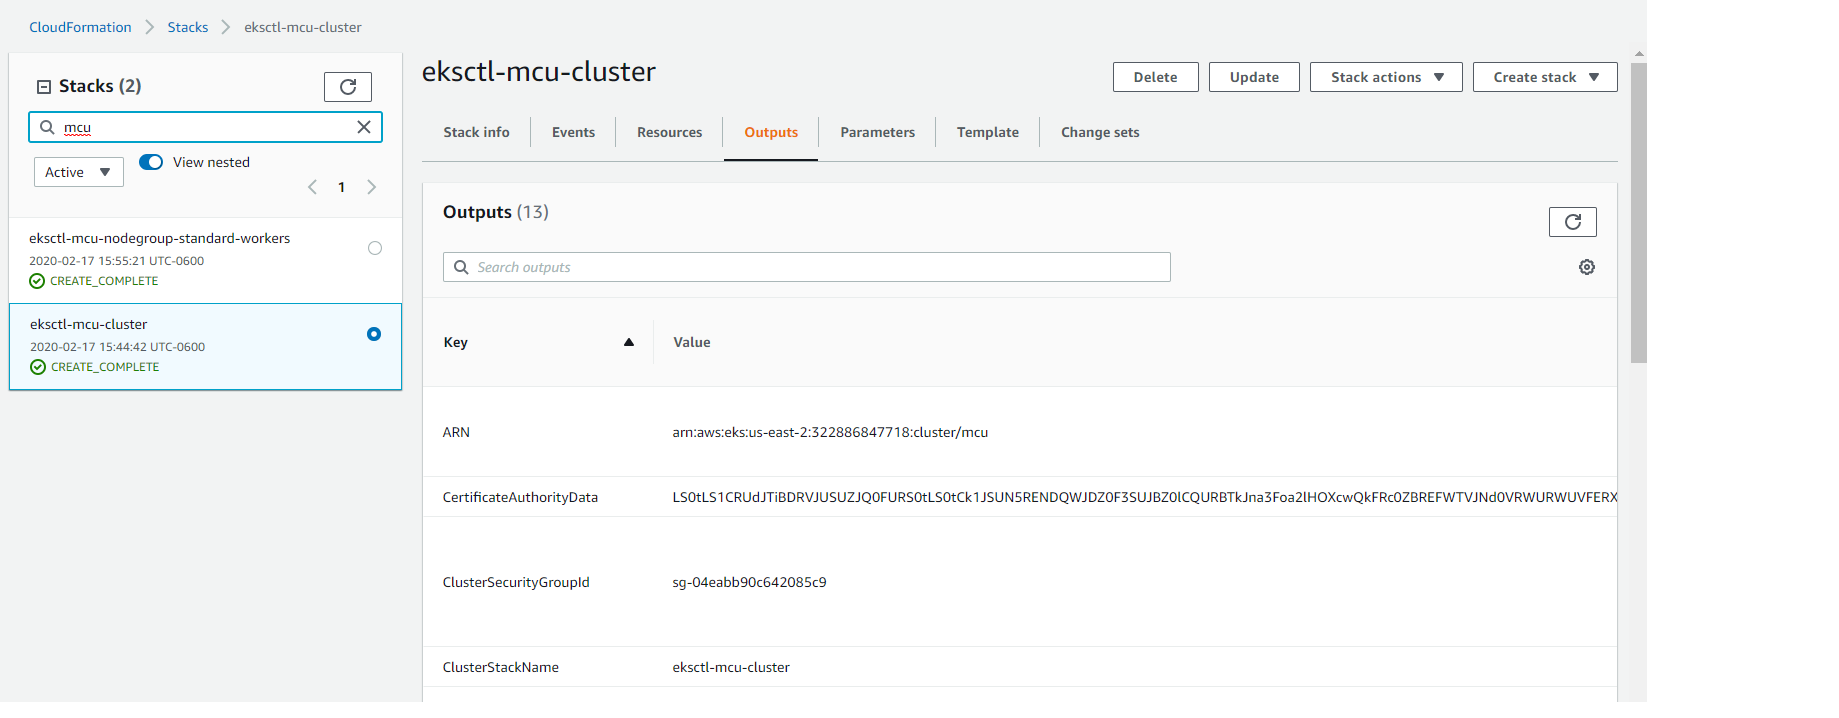 CloudFormation > Stacks > eksctl-mcu-cluster
Stacks (2)
mcu
Active
View nested
1
eksctl-mcu-nodegroup-standard-workers
2020-02-17 15:55:21 UTC-0600
CREATE_COMPLETE
eksctl-mcu-cluster
2020-02-17 15:44:42 UTC-0600
CREATE_COMPLETE
eksctl-mcu-cluster
Delete Update Stack actions Create stack
Stack info Events Resources Outputs Parameters Template Change sets
Outputs (13)
Search outputs
Key Value
ARN arn:aws:eks:us-east-2:322886847718:cluster/mcu
CertificateAuthorityData LS0tLS1CRUdJTiBDRVJUSUZJQ0FURS0tLS0tCk1JSUN5RENDQWJDZ0F3SUJBZ0lCQURBTkJna3Foa2lHOXcwQkFRc0ZBREFWTVJNd0VRWURWUVFERX
ClusterSecurityGroupId sg-04eabb90c642085c9
ClusterStackName eksctl-mcu-cluster